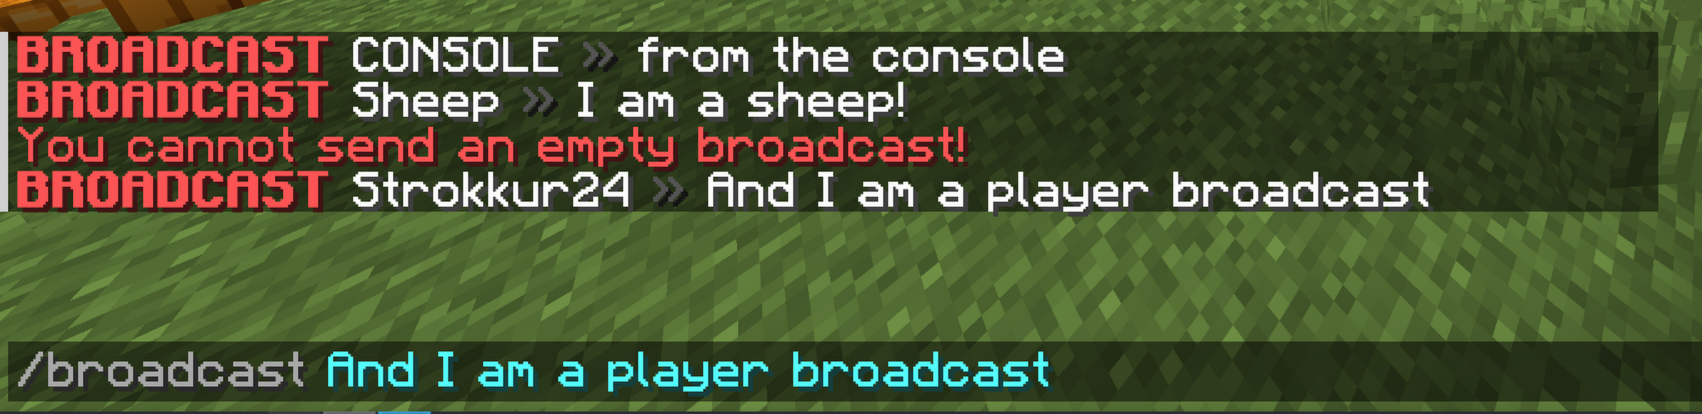 BROADCAST CONSOLE » from the console
BROADCAST Sheep » I am a sheep!
You cannot send an empty broadcast!
BROADCAST Strokkur24 » And I am a player broadcast
/broadcast And I am a player broadcast